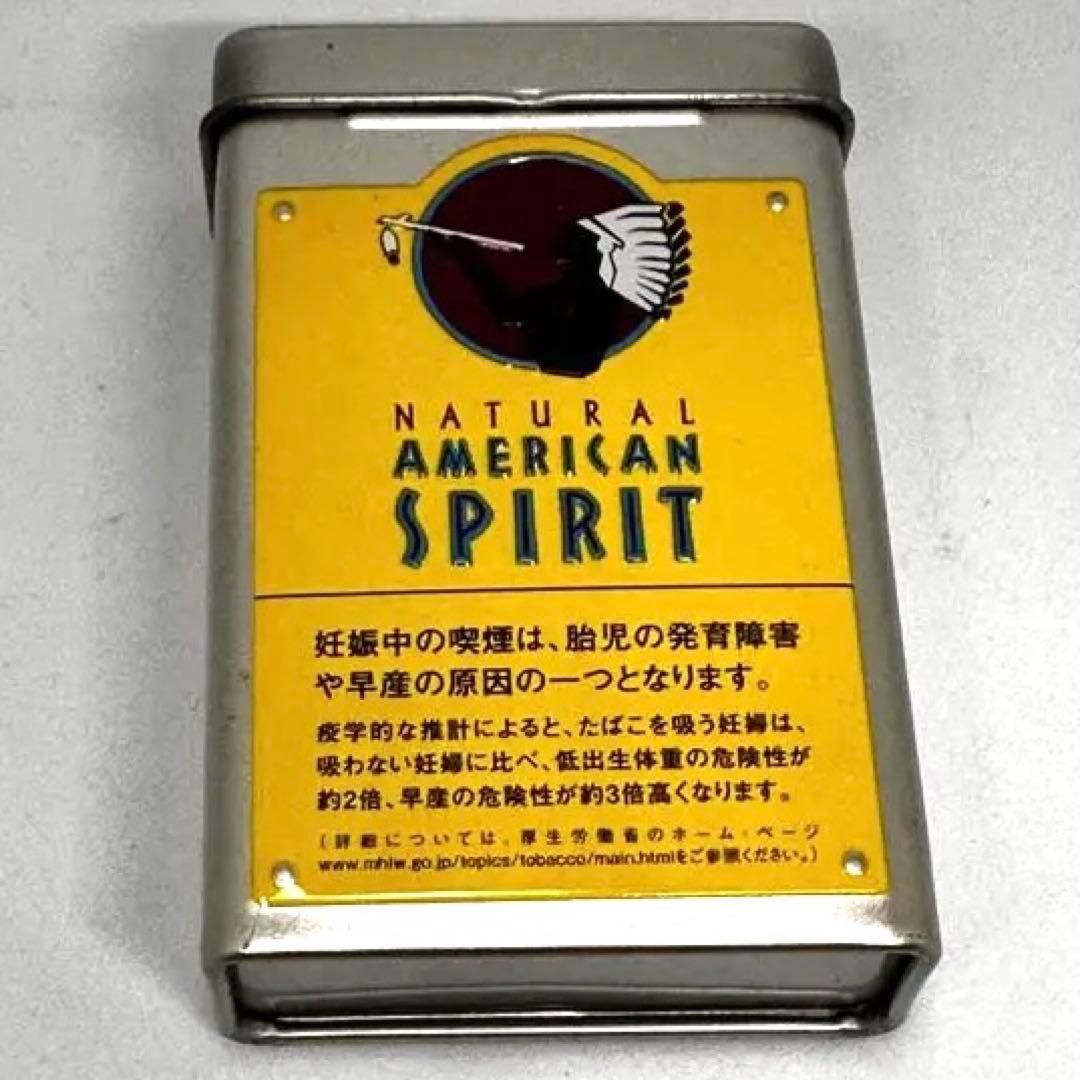 NATURAL
AMERICAN
SPIRIT
妊娠中の喫煙は、胎児の発育障害
や早産の原因の一つとなります。
疫学的な推計によると、たばこを吸う妊婦は、
吸わない妊婦に比べ、低出生体重の危険性が
約2倍、早産の危険性が約3倍高くなります。
(詳細については、厚生労働省のホーム・ページ
www.mhlw.go.jp/topics/tobacco/main.htmlをご参照ください。)